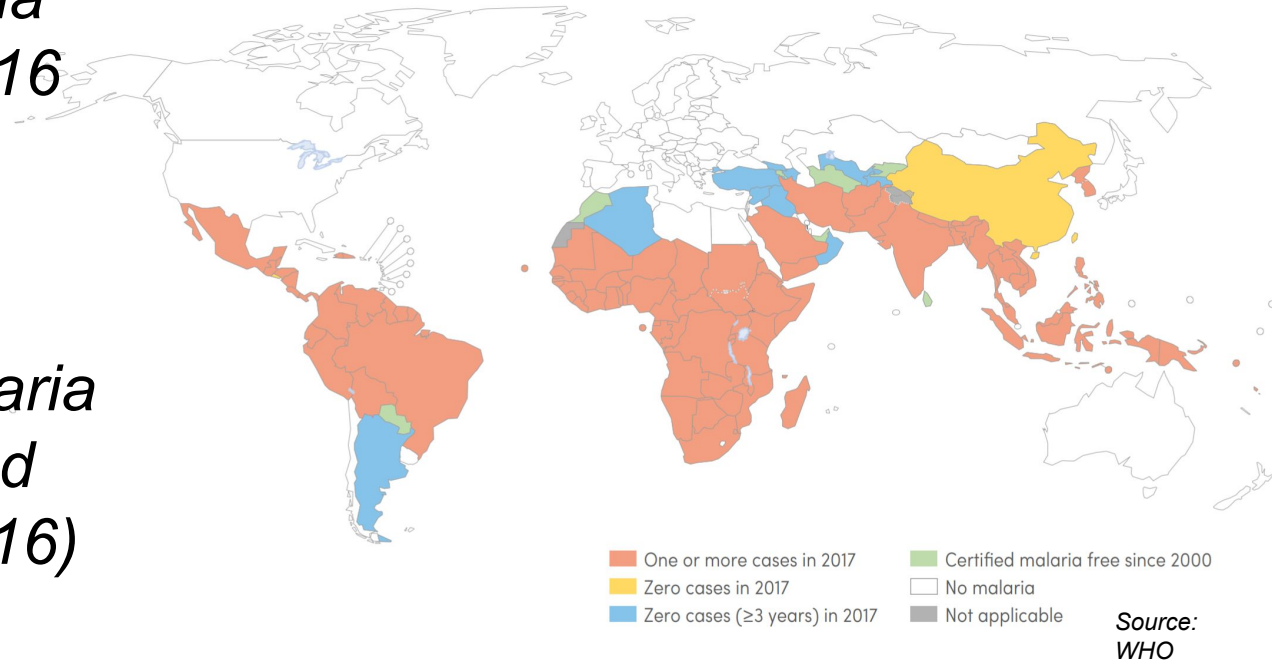 16
aria
d
16)
One or more cases in 2017
Zero cases in 2017
Zero cases (≥3 years) in 2017
Certified malaria free since 2000
No malaria
Not applicable
Source:
WHO